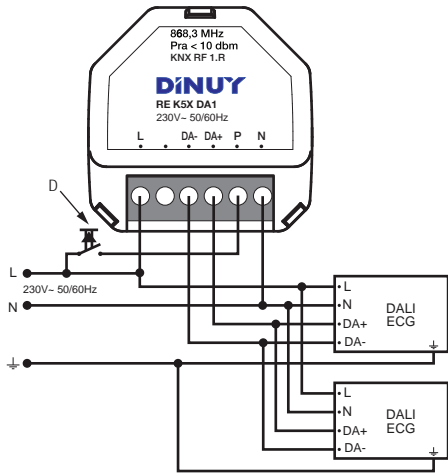 868,3 MHz
Pra < 10 dbm
KNX RF 1.R
DiNUY
RE K5X DA1
230V~ 50/60Hz
L DA- DA+ P N
D
L
230V~ 50/60Hz
N
L
N
DA+
DA-
DALI
ECG
L
N
DA+
DA-
DALI
ECG